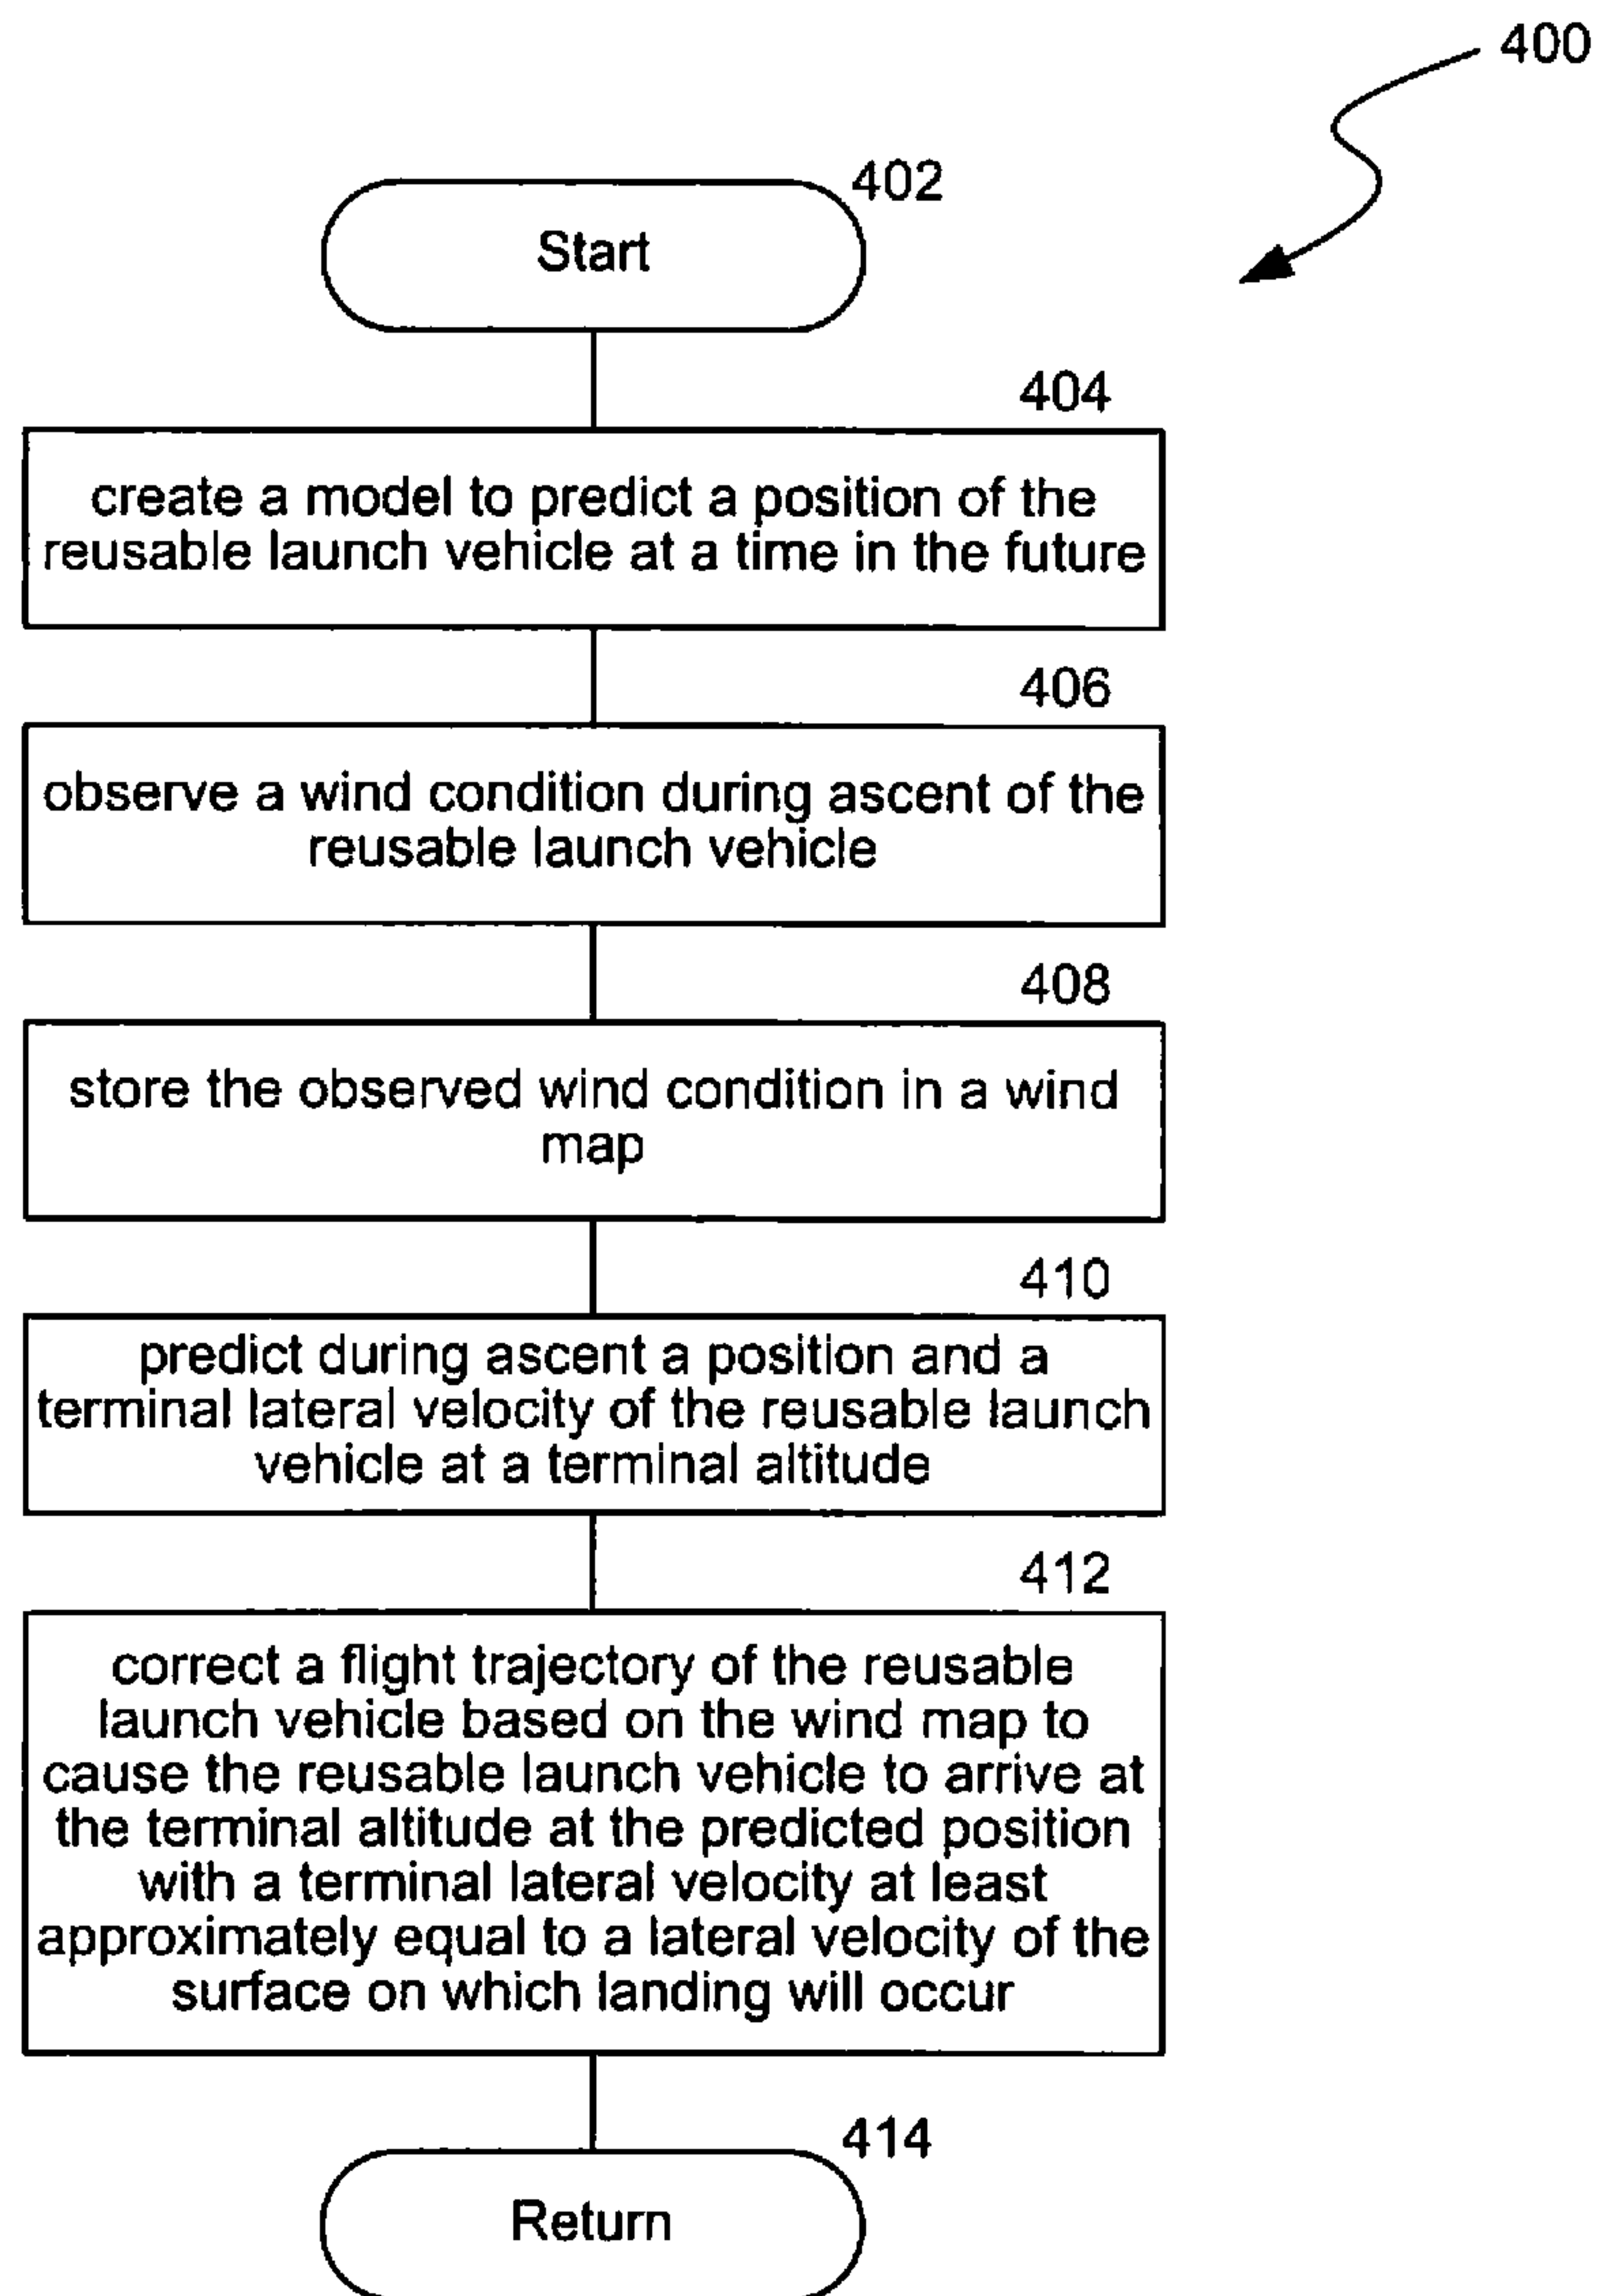 400
402
Start
404
create a model to predict a position of the
reusable launch vehicle at a time in the future
406
observe a wind condition during ascent of the
reusable launch vehicle
408
store the observed wind condition in a wind
map
410
predict during ascent a position and a
terminal lateral velocity of the reusable launch
vehicle at a terminal altitude
412
correct a flight trajectory of the reusable
launch vehicle based on the wind map to
cause the reusable launch vehicle to arrive at
the terminal altitude at the predicted position
with a terminal lateral velocity at least
approximately equal to a lateral velocity of the
surface on which landing will occur
414
Return